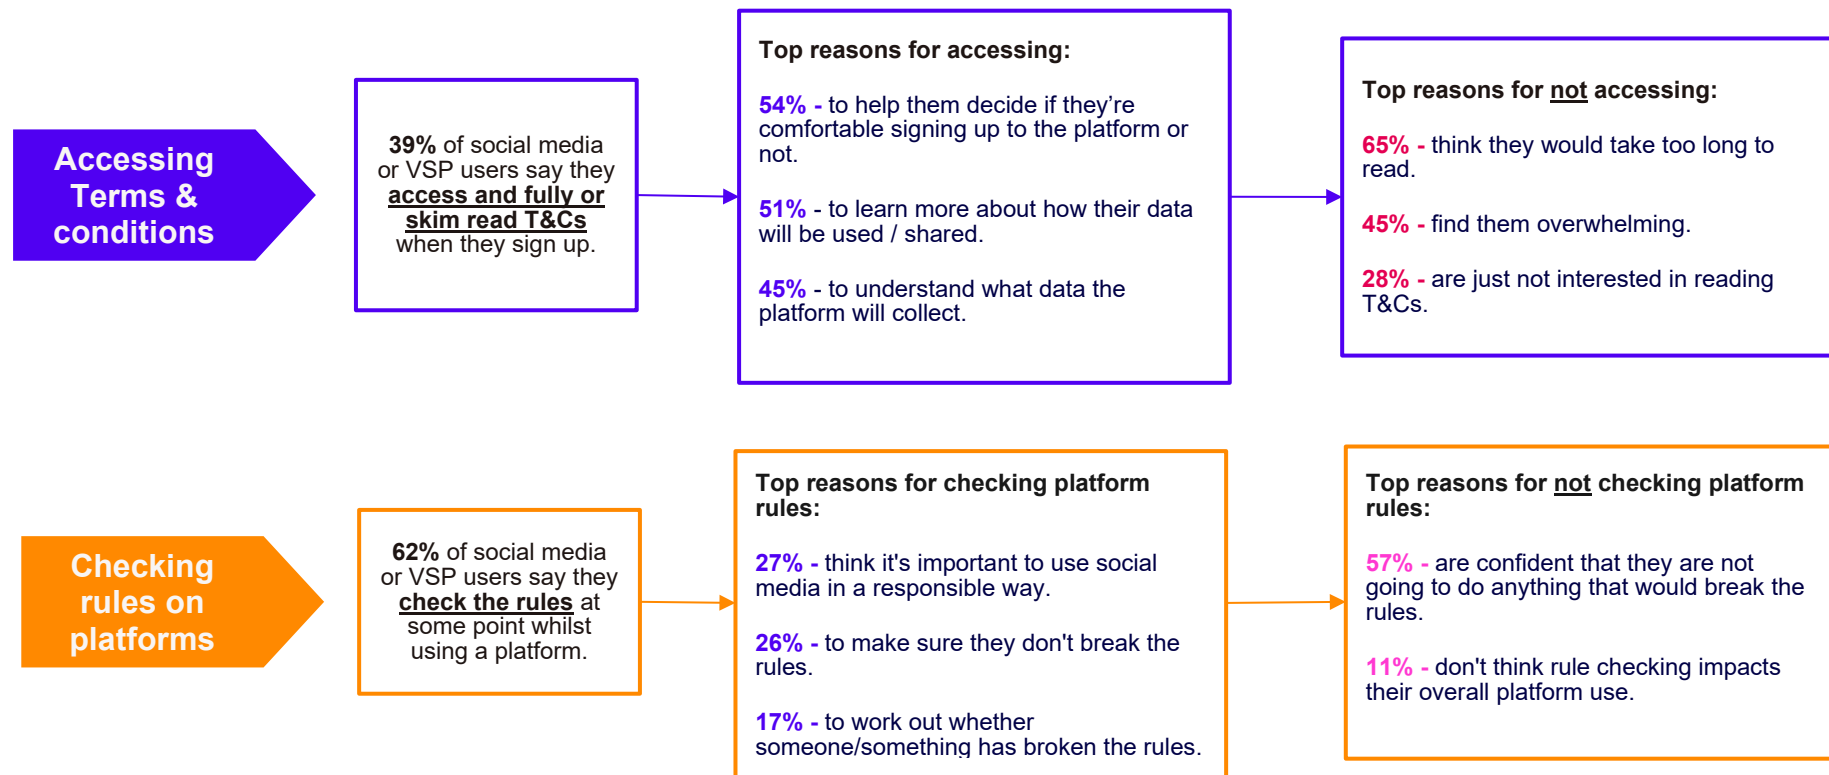 Accessing
Terms &
conditions
39% of social media
or VSP users say they
access and fully or
skim read T&Cs
when they sign up.
Top reasons for accessing:
54% - to help them decide if they’re
comfortable signing up to the platform or
not.
51% - to learn more about how their data
will be used / shared.
45% - to understand what data the
platform will collect.
Top reasons for not accessing:
65% - think they would take too long to
read.
45% - find them overwhelming.
28% - are just not interested in reading
T&Cs.
Checking
rules on
platforms
62% of social media
or VSP users say they
check the rules at
some point whilst
using a platform.
Top reasons for checking platform
rules:
27% - think it's important to use social
media in a responsible way.
26% - to make sure they don't break the
rules.
17% - to work out whether
someone/something has broken the rules.
Top reasons for not checking platform
rules:
57% - are confident that they are not
going to do anything that would break the
rules.
11% - don't think rule checking impacts
their overall platform use.